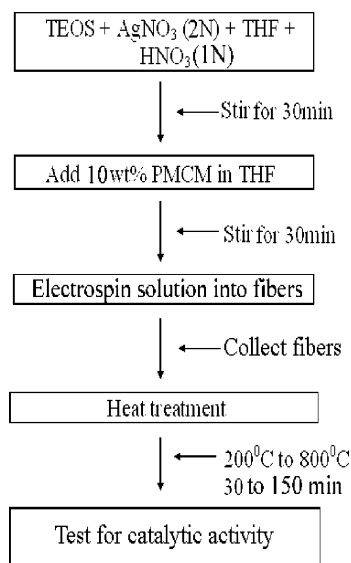 TEOS + AgNO₃ (2N) + THF +
HNO₃(1N)
Stir for 30min
Add 10wt% PMCM in THF
Stir for 30min
Electrospin solution into fibers
Collect fibers
Heat treatment
200⁰C to 800⁰C
30 to 150 min
Test for catalytic activity